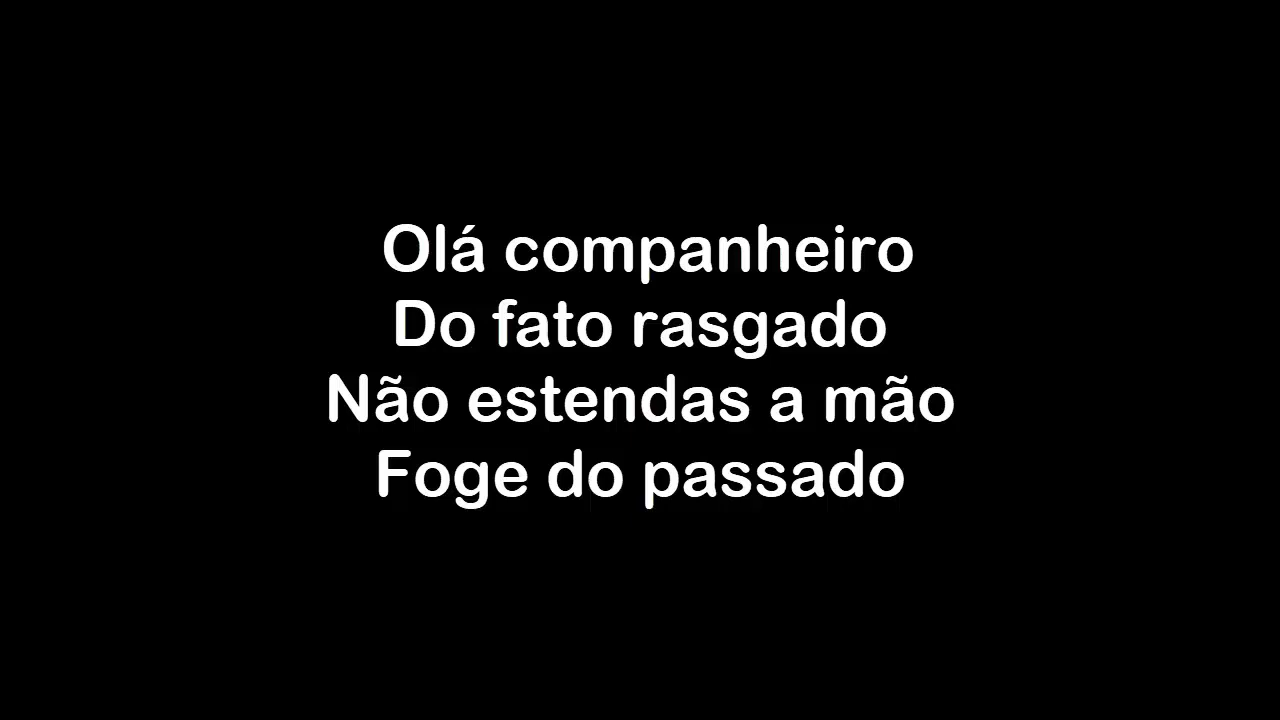 Olá companheiro
Do fato rasgado
Não estendas a mão
Foge do passado